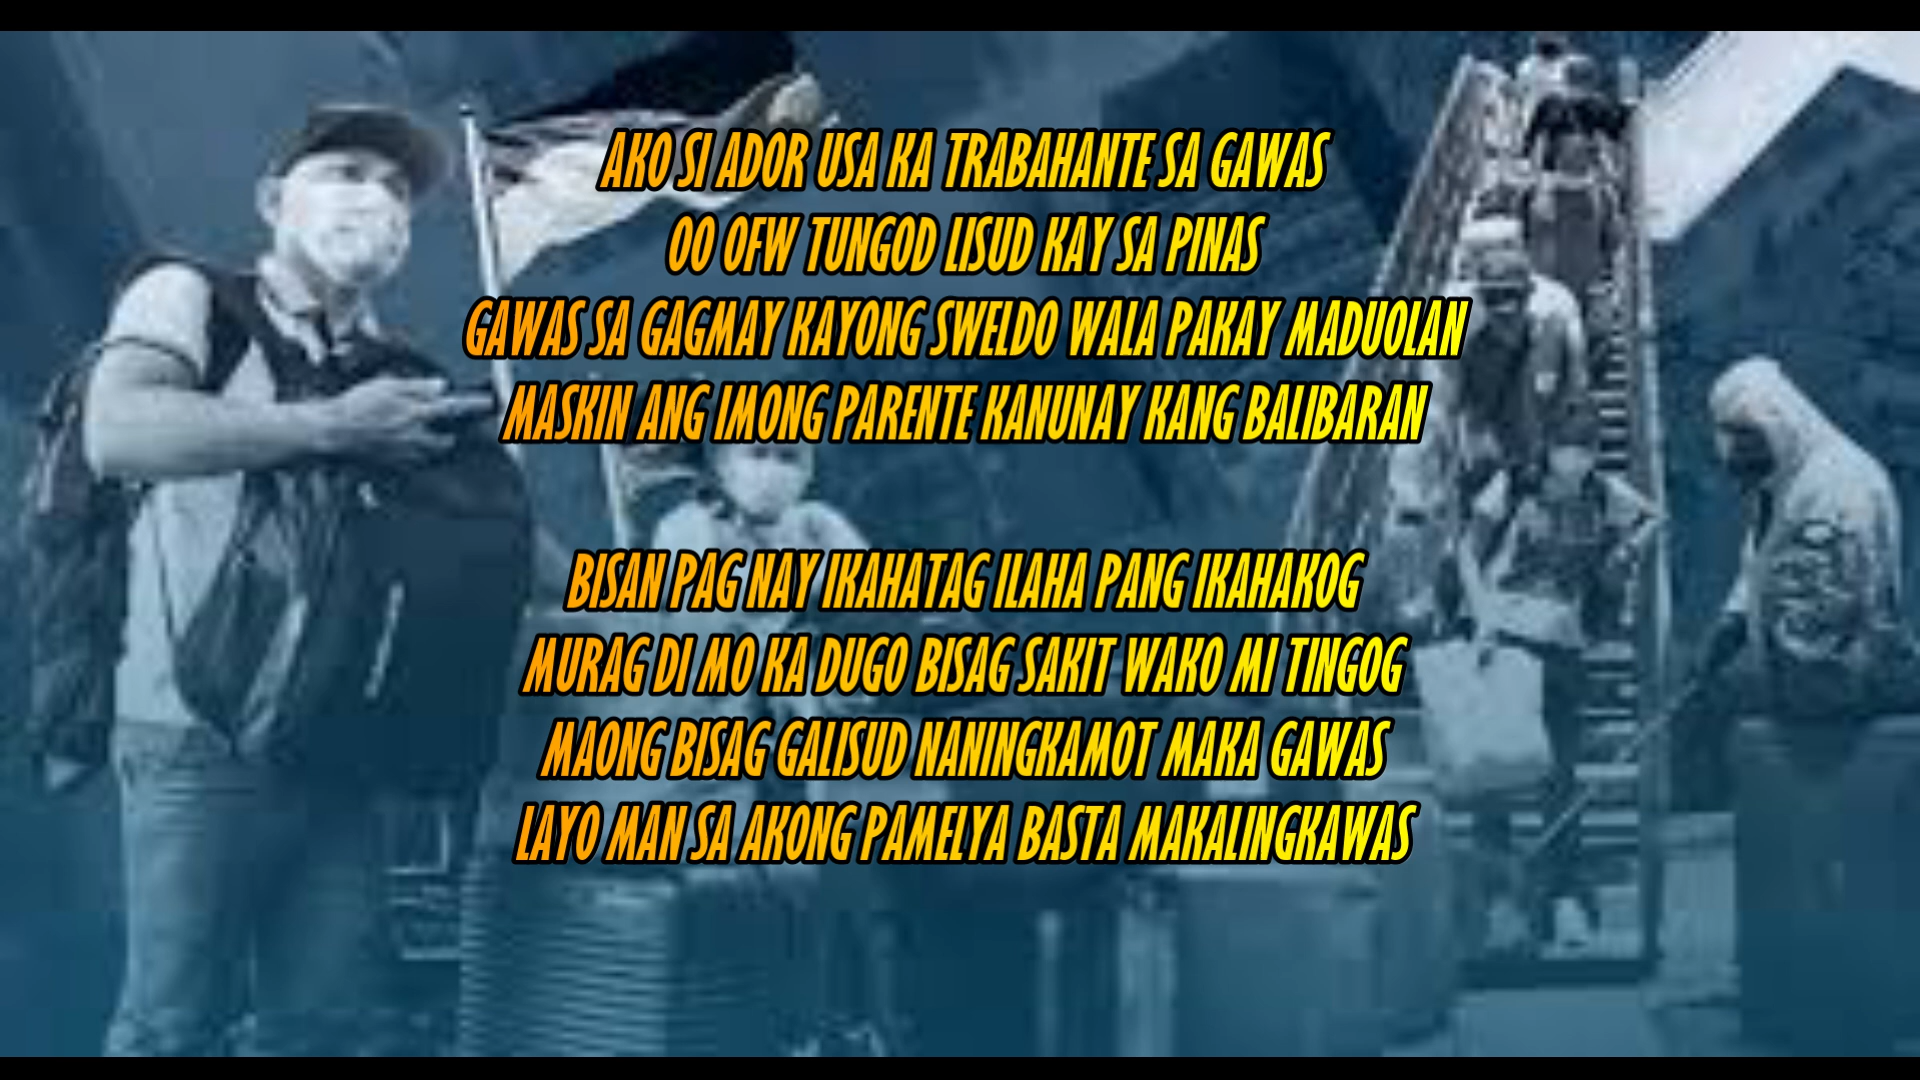 AKO SI ADOR USA KA TRABAHANTE SA GAWAS
OO OFW TUNGOD LISUD KAY SA PINAS
GAWAS SA GAGMAY KAYONG SWELDO WALA PAKAY MADUOLAN
MASKIN ANG IMONG PARENTE KANUNAY KANG BALIBARAN
BISAN PAG NAY IKAHATAG ILAHA PANG IKAHAKOG
MURAG DI MO KA DUGO BISAG SAKIT WAKO MI TINGOG
MAONG BISAG GALISUD NANINGKAMOT MAKA GAWAS
LAYO MAN SA AKONG PAMELYA BASTA MAKALINGKAWAS